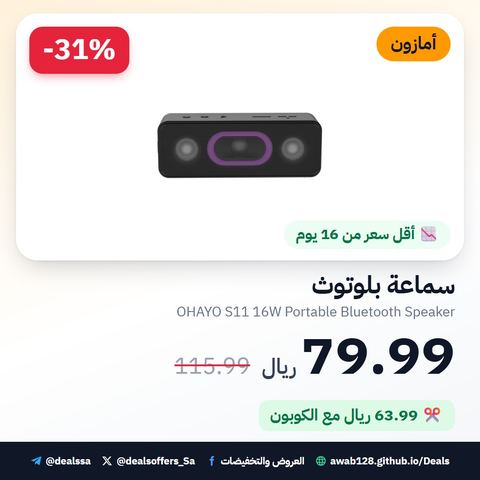 -31%
أمازون
أقل سعر من 16 يوم
سماعة بلوتوث
OHAYO S11 16W Portable Bluetooth Speaker
79.99 ريال 115.99
63.99 ريال مع الكوبون
@dealssa @dealsoffers_Sa العروض والتخفيضات awab128.github.io/Deals